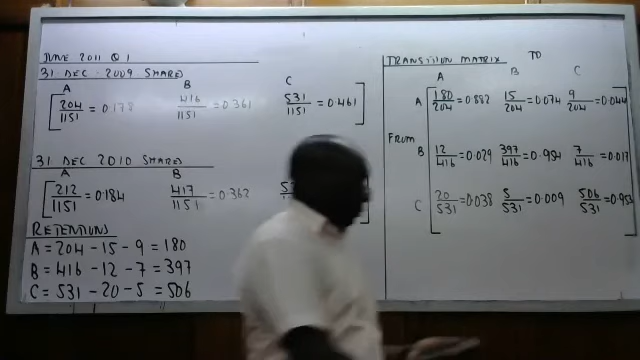 JUNE 2011 Q1
31 DEC 2009 SHARE
A B C
204/1151 = 0.178 416/1151 = 0.361 531/1151 = 0.461
31 DEC 2010 SHARE
A B
212/1151 = 0.184 417/1151 = 0.362
RETENTIONS
A = 204 - 15 - 9 = 180
B = 416 - 12 - 7 = 397
C = 531 - 20 - 5 = 506
TRANSITION MATRIX TO
A B C
A 180/204 = 0.882 15/204 = 0.074 9/204 = 0.044
FROM
B 12/416 = 0.029 397/416 = 0.954 7/416 = 0.017
C 20/531 = 0.038 5/531 = 0.009 506/531 = 0.953